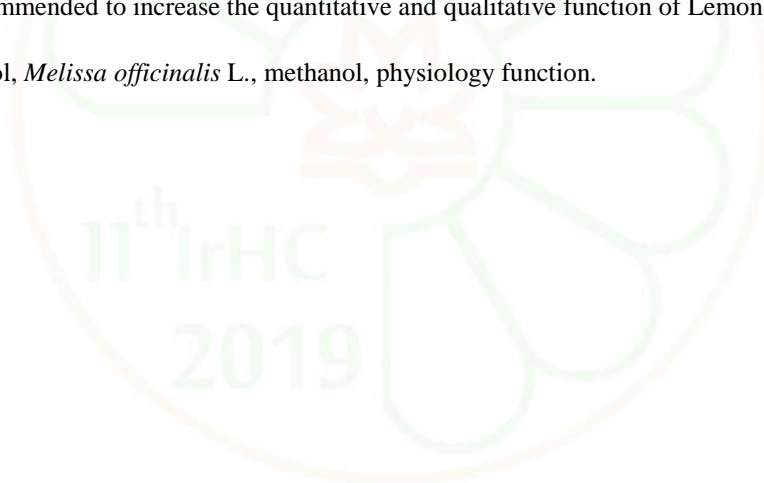 mmended to increase the quantitative and qualitative function of Lemon
ol, Melissa officinalis L., methanol, physiology function.
11th IrHC
2019